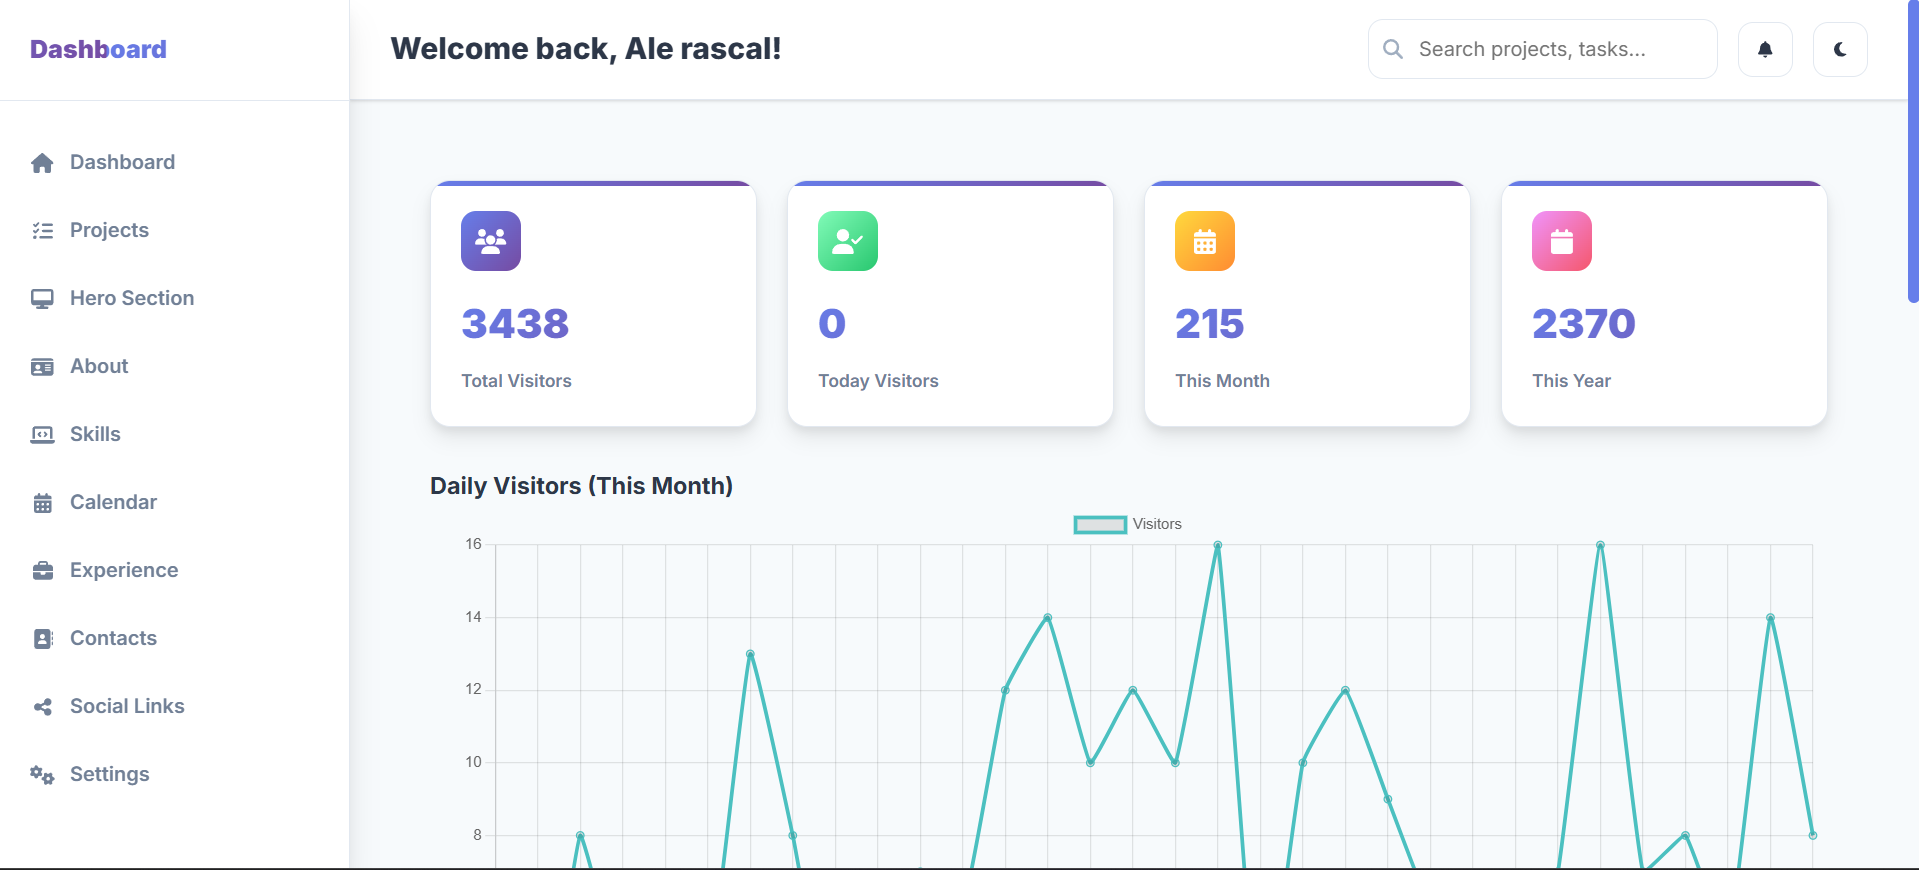 Dashboard
Welcome back, Ale rascal!
Search projects, tasks...
Dashboard
Projects
Hero Section
About
Skills
Calendar
Experience
Contacts
Social Links
Settings
3438
Total Visitors
0
Today Visitors
215
This Month
2370
This Year
Daily Visitors (This Month)
Visitors
16
14
12
10
8